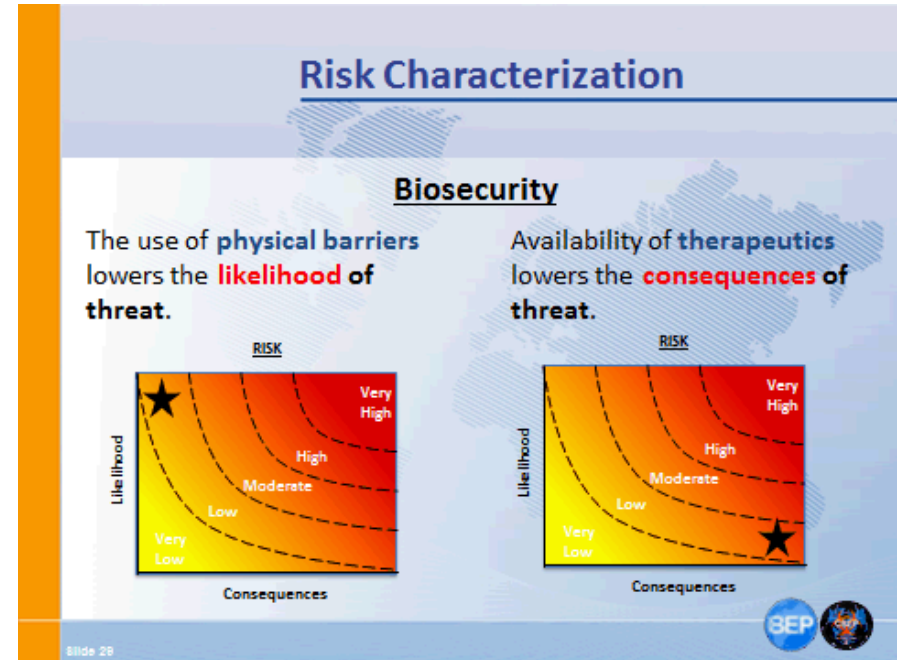 Risk Characterization
Biosecurity
The use of physical barriers
lowers the likelihood of
threat.
RISK
Likelihood
Very
High
High
Moderate
Low
Very
Low
Consequences
Availability of therapeutics
lowers the consequences of
threat.
RISK
Likelihood
Very
High
High
Moderate
Low
Very
Low
Consequences
BEP
Slide 29